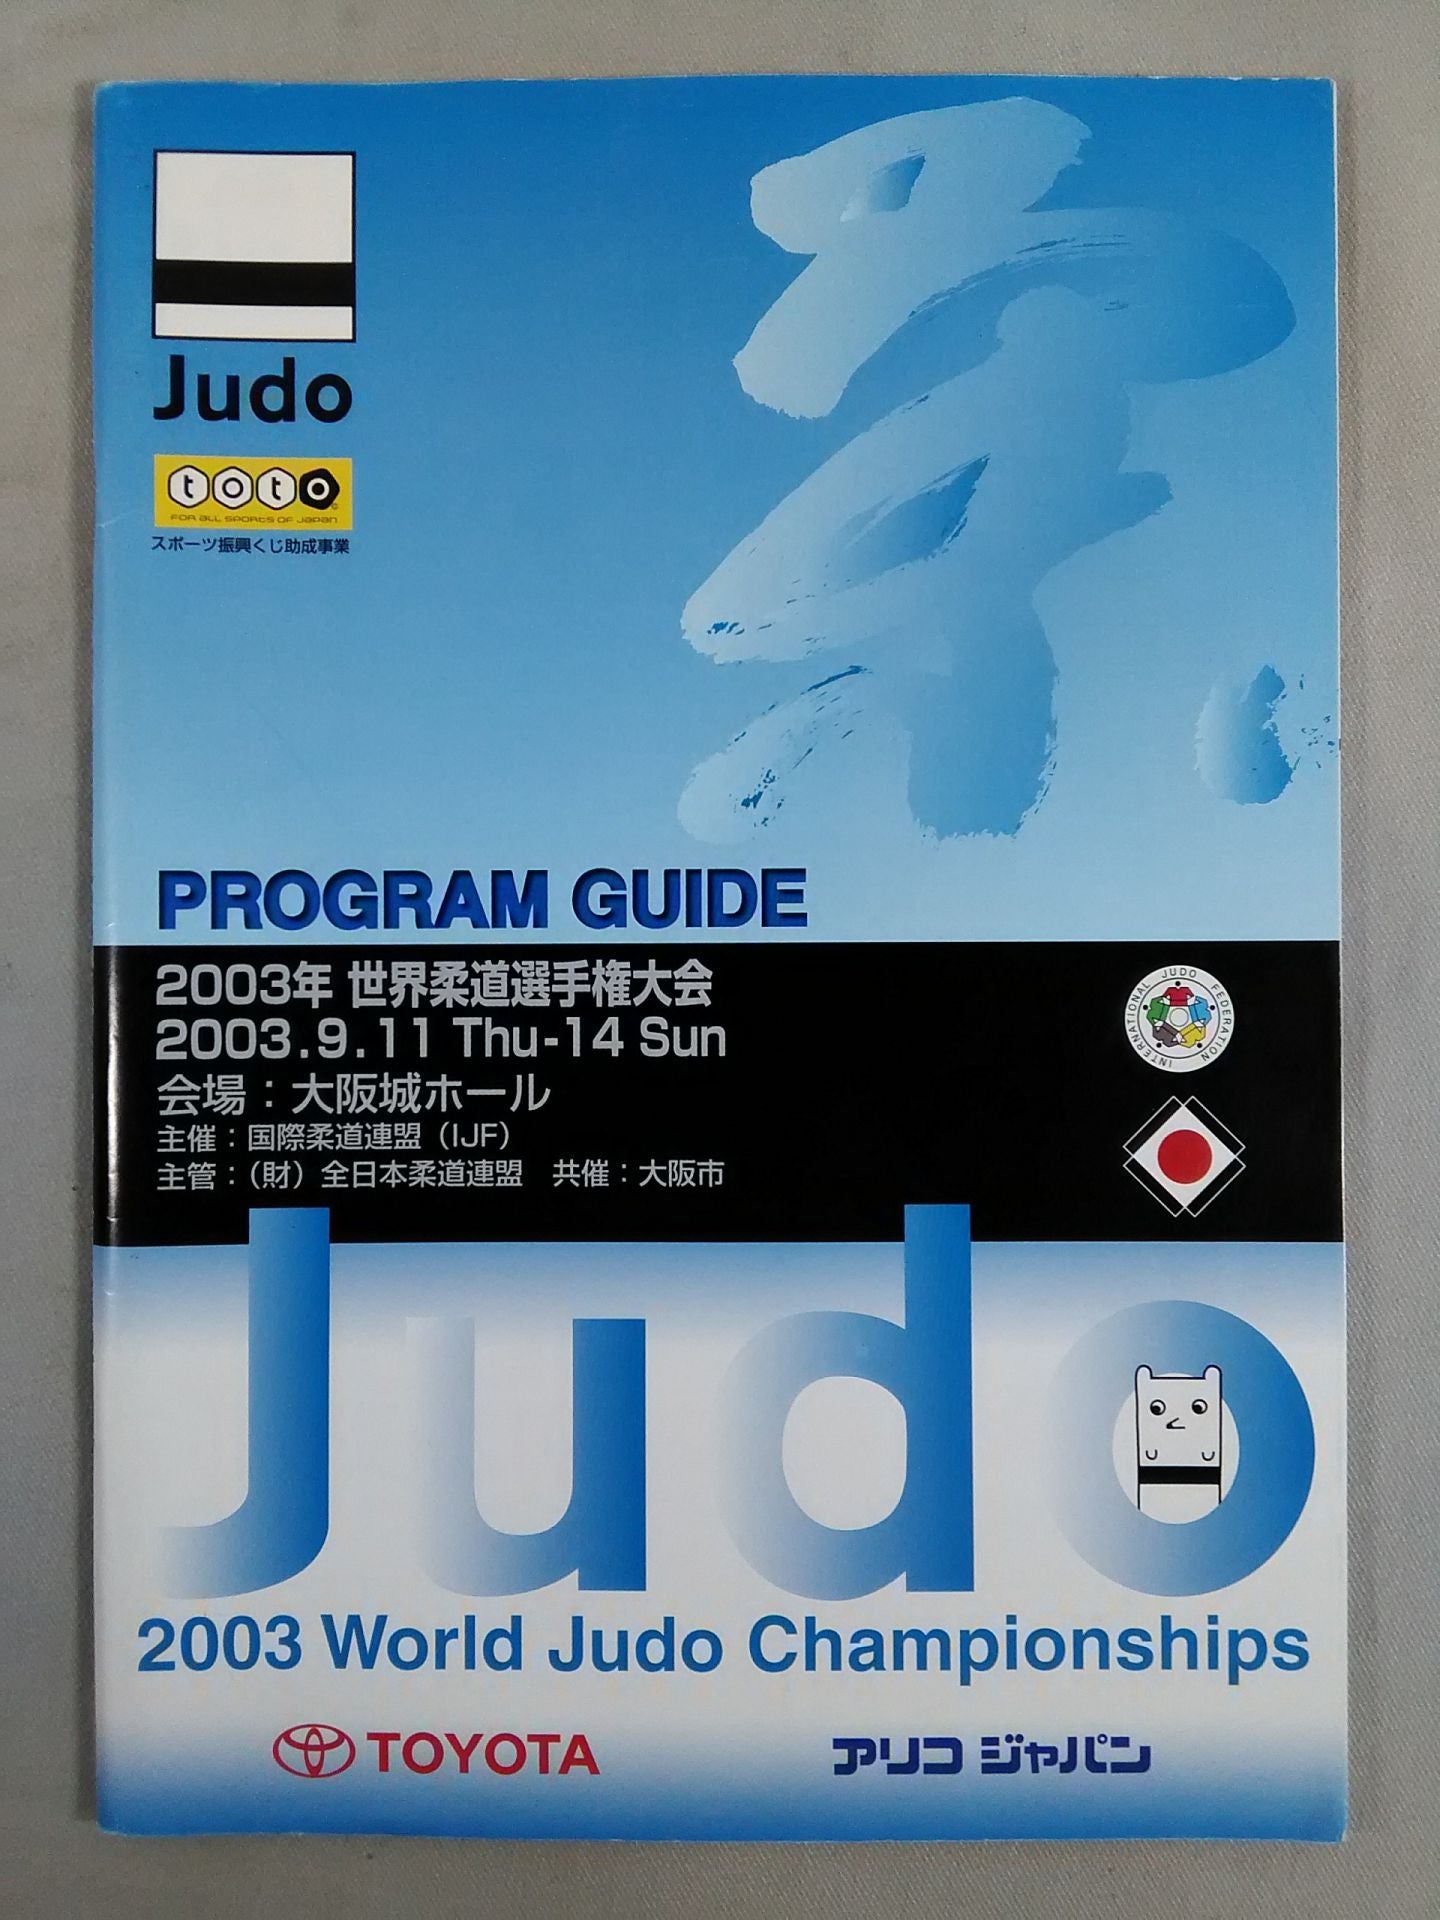 柔
Judo
toto
FOR ALL SPORTS OF JAPAN
スポーツ振興くじ助成事業
PROGRAM GUIDE
2003年 世界柔道選手権大会
2003.9.11 Thu-14 Sun
会場：大阪城ホール
主催：国際柔道連盟（IJF）
主管：（財）全日本柔道連盟　共催：大阪市
INTERNATIONAL JUDO FEDERATION
Judo
2003 World Judo Championships
TOYOTA
アリコ ジャパン